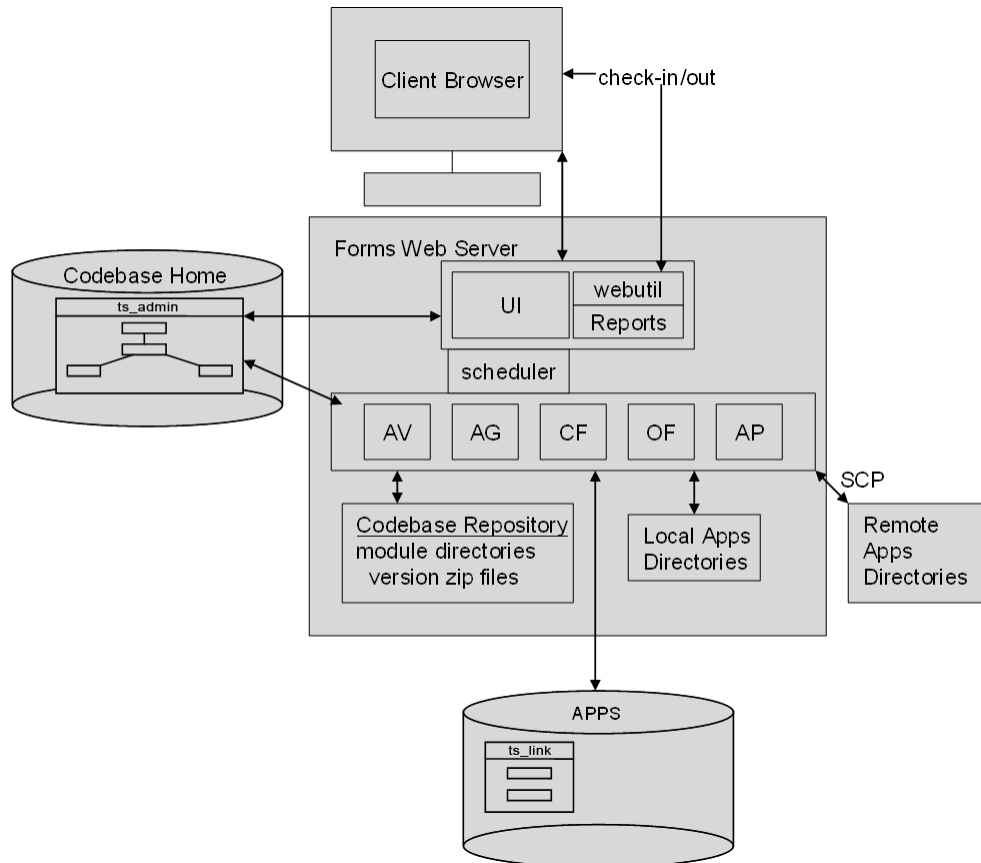 Client Browser
check-in/out
Forms Web Server
Codebase Home
ts_admin
UI
webutil
Reports
scheduler
AV
AG
CF
OF
AP
SCP
Codebase Repository
module directories
version zip files
Local Apps
Directories
Remote
Apps
Directories
APPS
ts_link